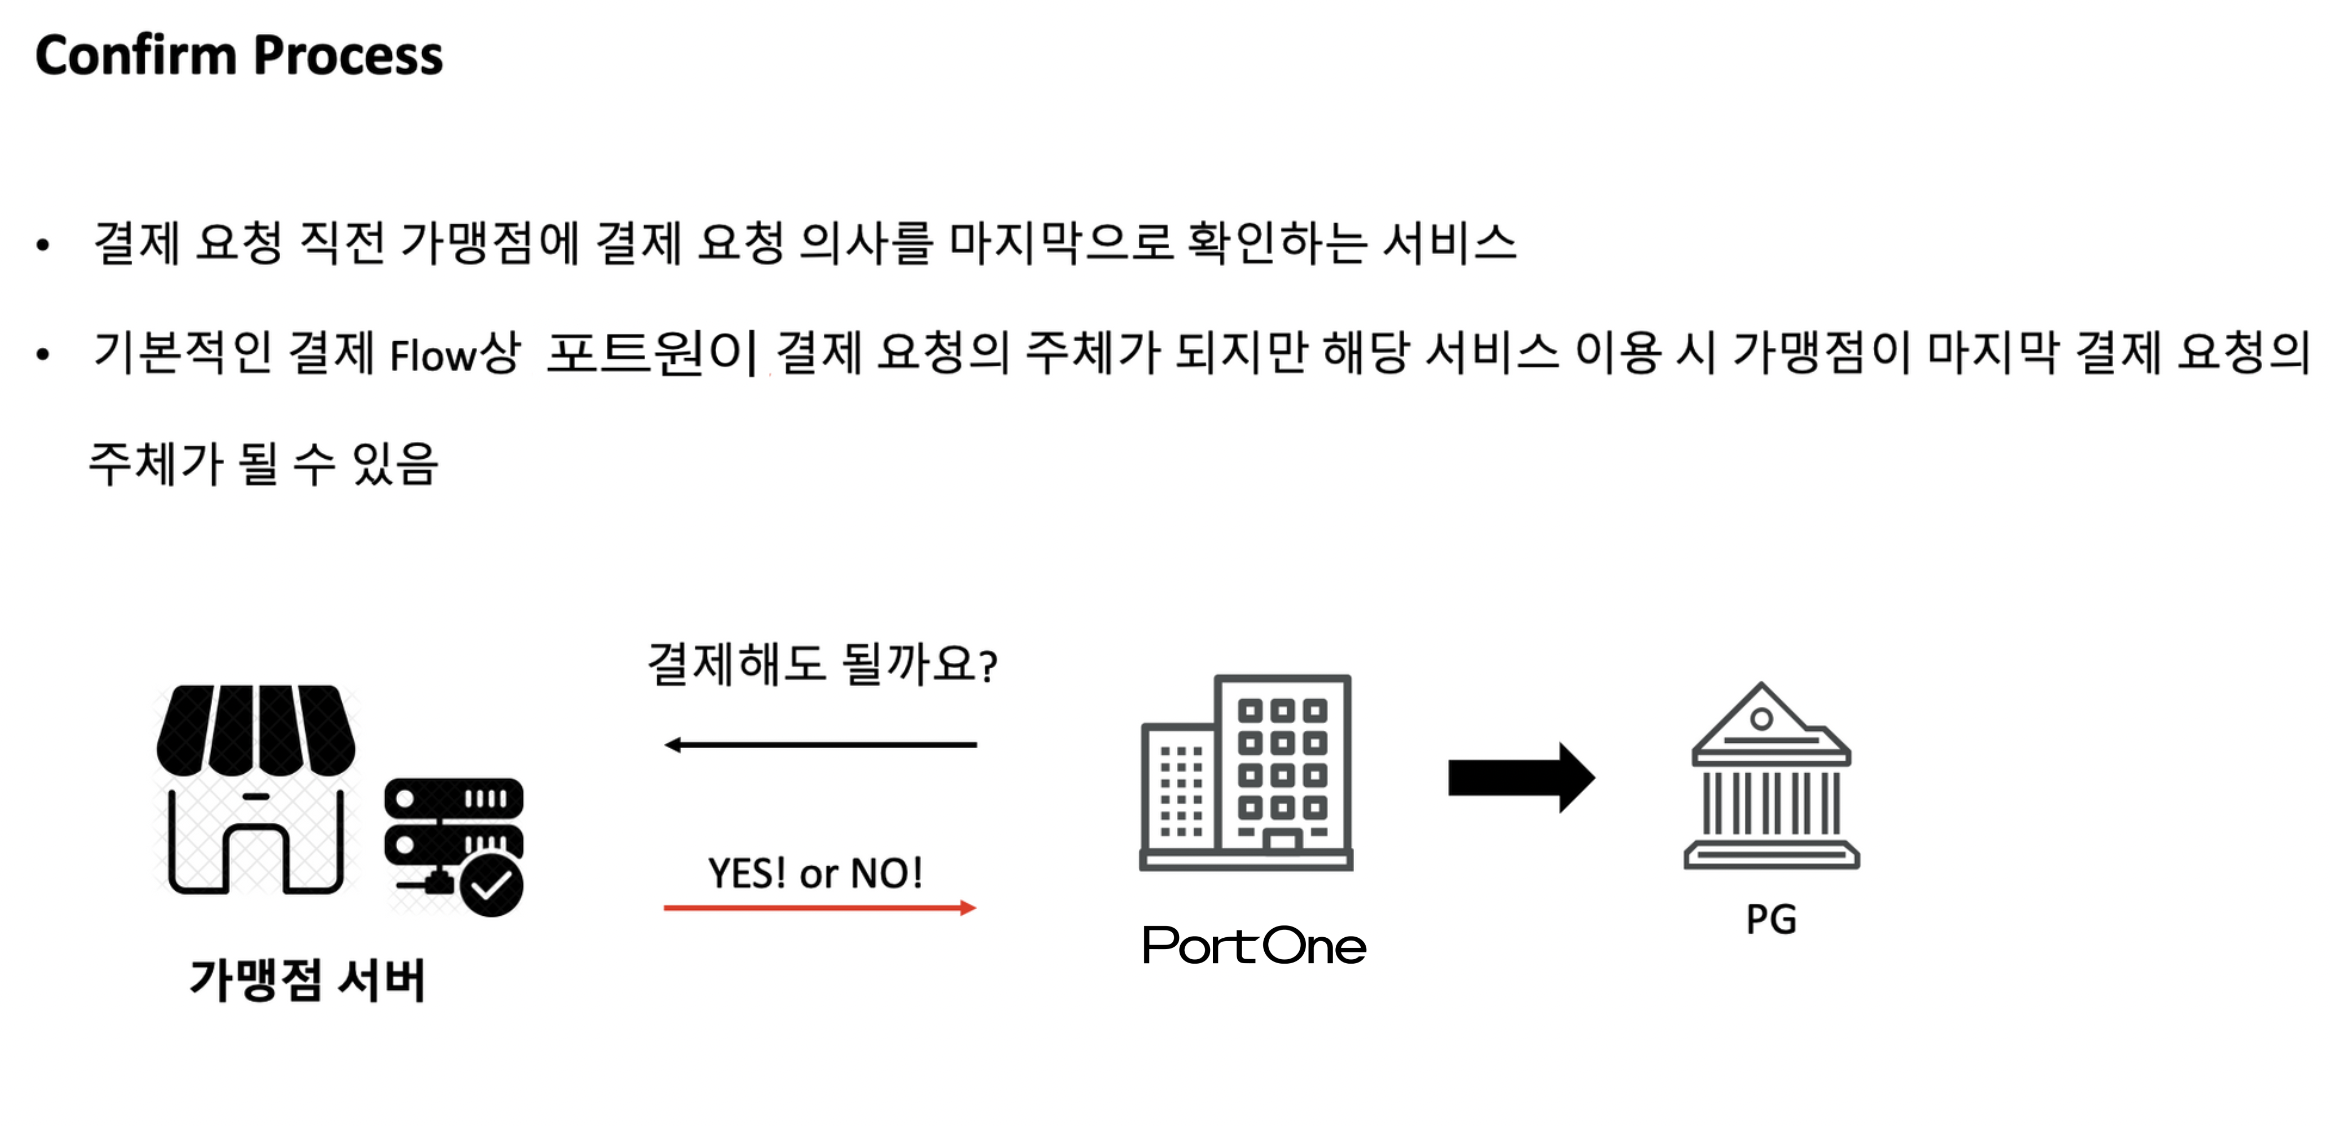 Confirm Process
• 결제 요청 직전 가맹점에 결제 요청 의사를 마지막으로 확인하는 서비스
• 기본적인 결제 Flow상 포트원이 결제 요청의 주체가 되지만 해당 서비스 이용 시 가맹점이 마지막 결제 요청의
주체가 될 수 있음
결제해도 될까요?
YES! or NO!
가맹점 서버
PortOne
PG